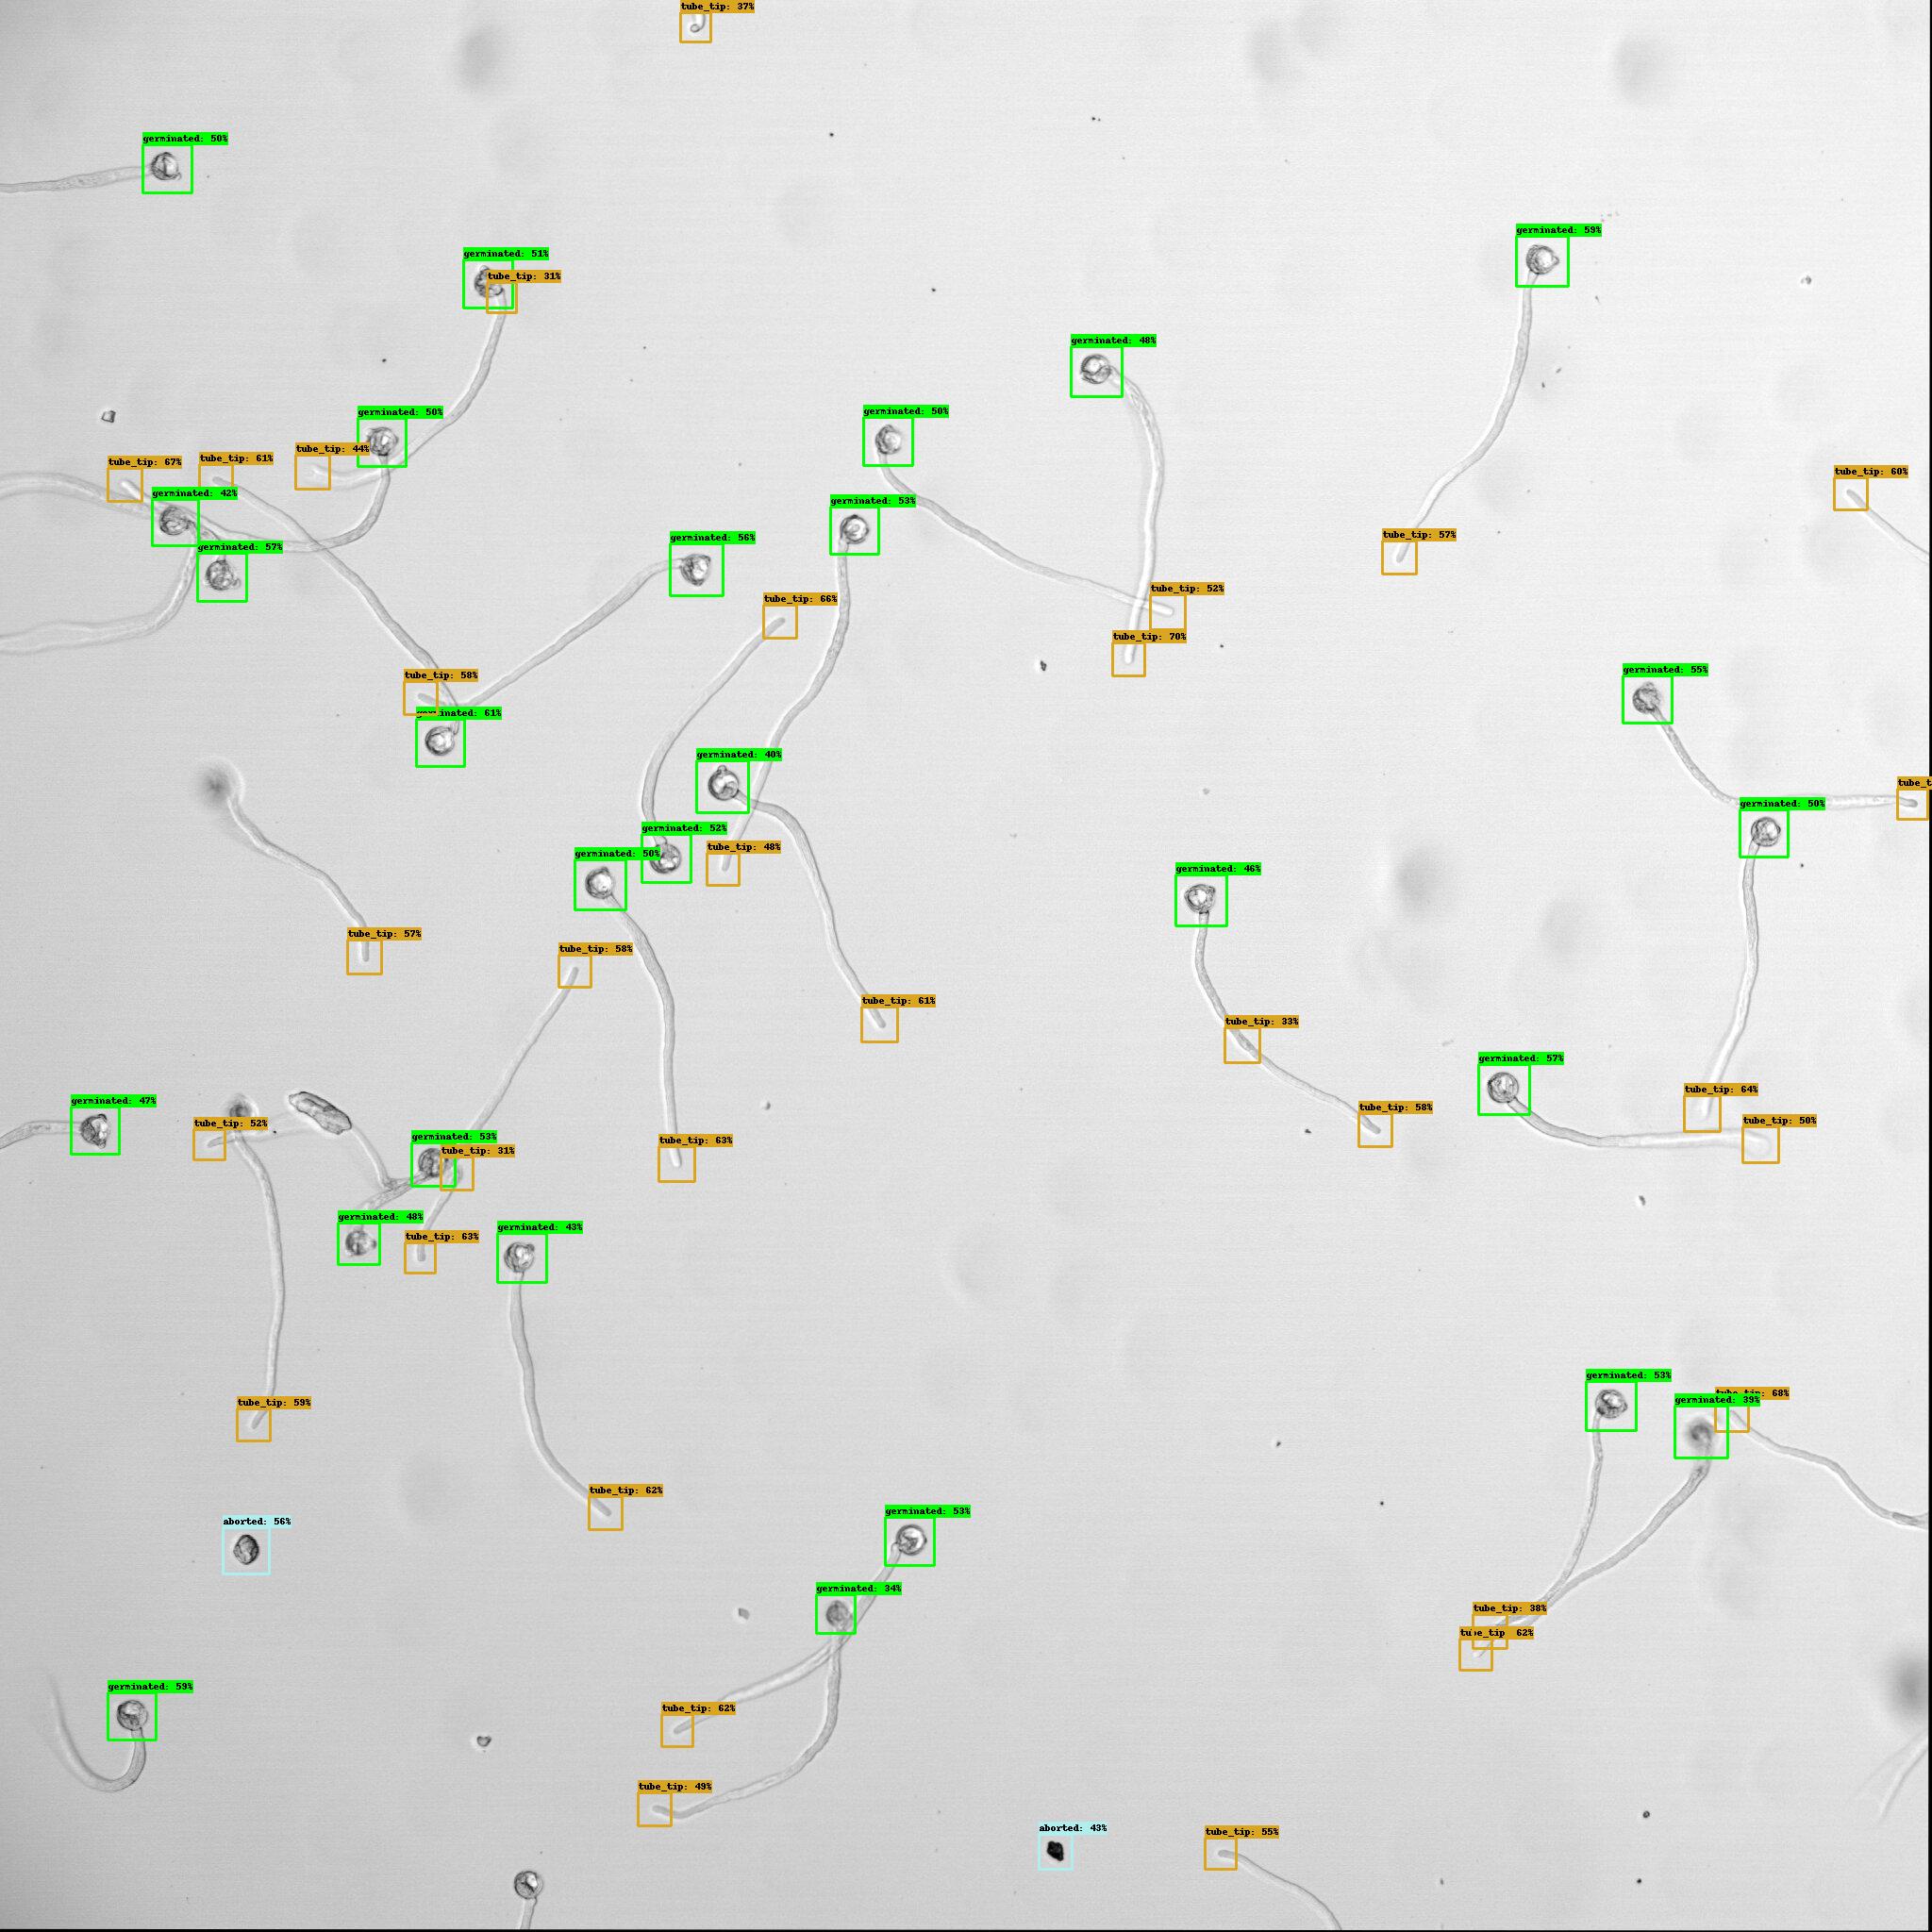 tube_tip: 37%
germinated: 50%
germinated: 59%
germinated: 51%
tube_tip: 31%
germinated: 48%
germinated: 50%
germinated: 50%
tube_tip: 44%
tube_tip: 61%
tube_tip: 67%
tube_tip: 60%
germinated: 42%
germinated: 53%
tube_tip: 57%
germinated: 56%
germinated: 57%
tube_tip: 52%
tube_tip: 66%
tube_tip: 70%
germinated: 55%
tube_tip: 58%
germinated: 61%
germinated: 40%
tube_t
germinated: 50%
germinated: 52%
tube_tip: 48%
germinated: 50%
germinated: 46%
tube_tip: 57%
tube_tip: 58%
tube_tip: 61%
tube_tip: 33%
germinated: 57%
tube_tip: 64%
germinated: 47%
tube_tip: 58%
tube_tip: 52%
tube_tip: 50%
germinated: 53%
tube_tip: 63%
tube_tip: 31%
germinated: 48%
germinated: 43%
tube_tip: 63%
germinated: 53%
tube_tip: 68%
germinated: 39%
tube_tip: 59%
tube_tip: 62%
germinated: 53%
aborted: 56%
germinated: 34%
tube_tip: 38%
tube_tip 62%
germinated: 59%
tube_tip: 62%
tube_tip: 49%
aborted: 43%
tube_tip: 55%